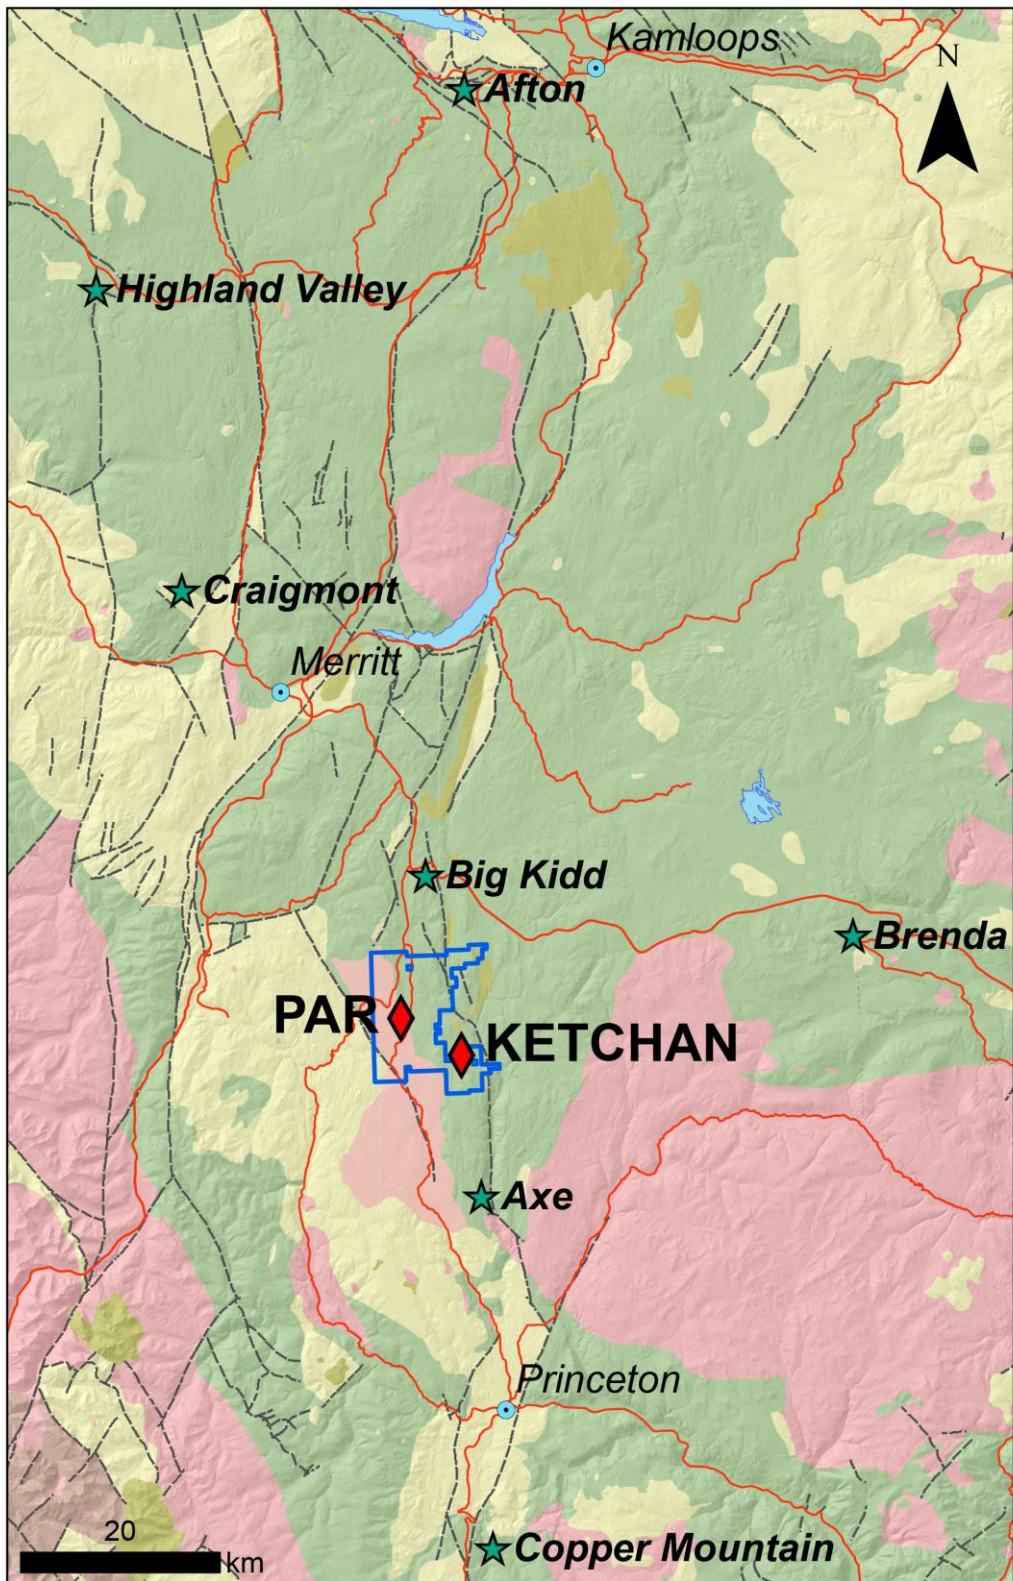 Kamloops
N
Afton
Highland Valley
Craigmont
Merritt
Big Kidd
Brenda
PAR
KETCHAN
Axe
Princeton
20
km
Copper Mountain